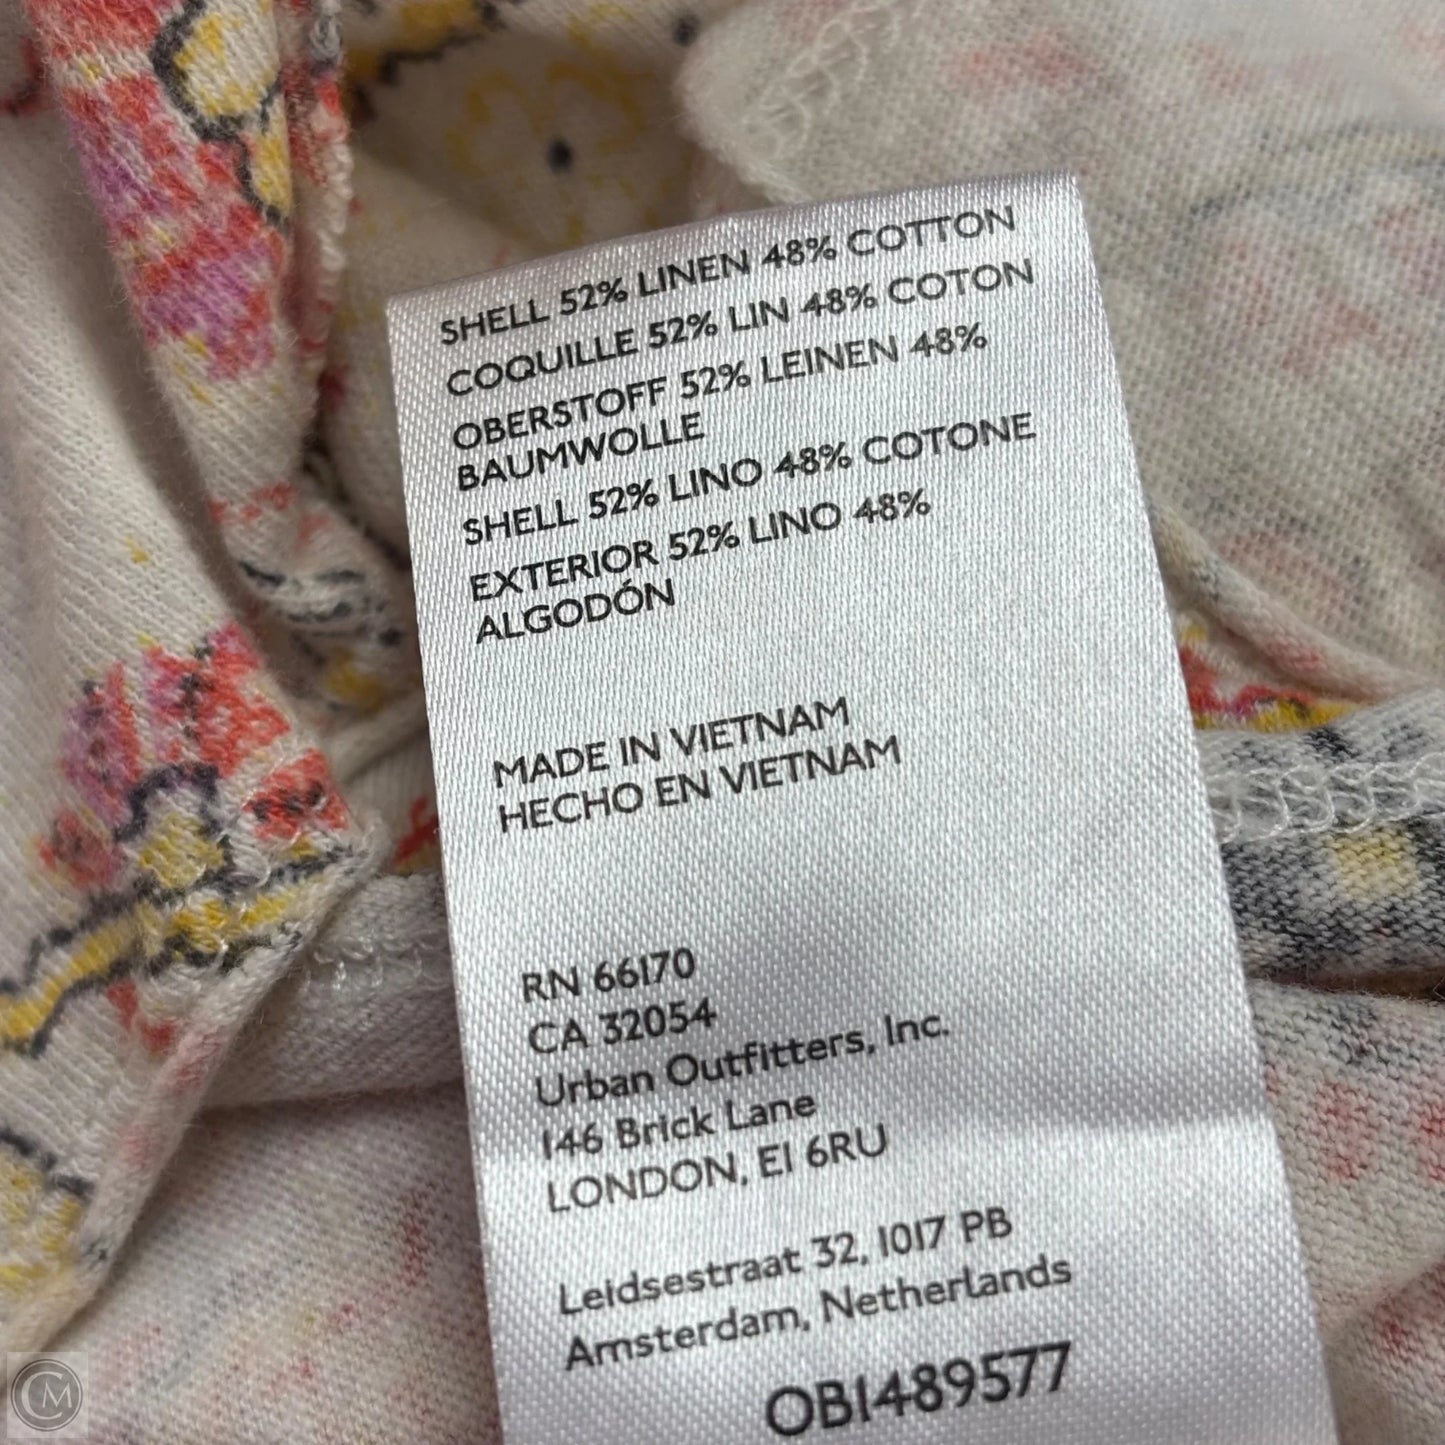 SHELL 52% LINEN 48% COTTON
COQUILLE 52% LIN 48% COTON
OBERSTOFF 52% LEINEN 48%
BAUMWOLLE
SHELL 52% LINO 48% COTONE
EXTERIOR 52% LINO 48%
ALGODÓN
MADE IN VIETNAM
HECHO EN VIETNAM
RN 66170
CA 32054
Urban Outfitters, Inc.
146 Brick Lane
LONDON, E1 6RU
Leidsestraat 32, 1017 PB
Amsterdam, Netherlands
OB1489577
CM